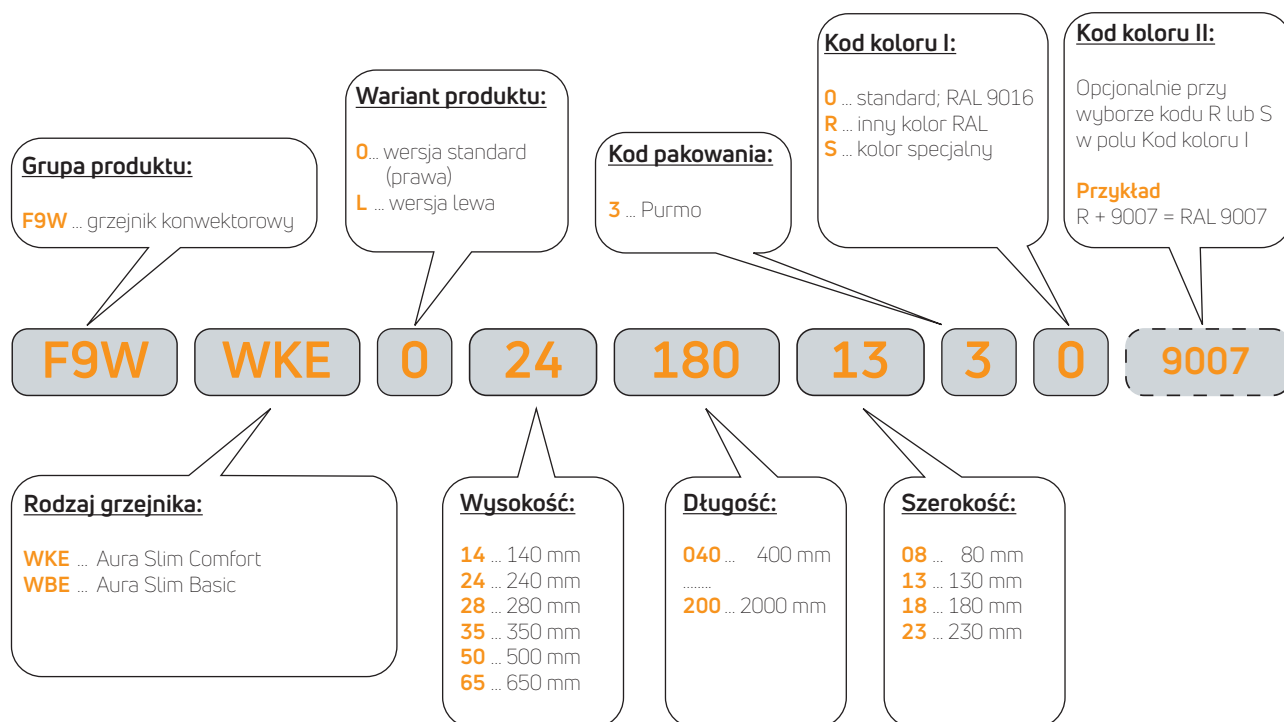 Grupa produktu:
F9W ... grzejnik konwektorowy
Wariant produktu:
0... wersja standard
(prawa)
L ... wersja lewa
Kod pakowania:
3 ... Purmo
Kod koloru I:
0 ... standard; RAL 9016
R ... inny kolor RAL
S ... kolor specjalny
Kod koloru II:
Opcjonalnie przy
wyborze kodu R lub S
w polu Kod koloru I
Przykład
R + 9007 = RAL 9007
F9W WKE 0 24 180 13 3 0 9007
Rodzaj grzejnika:
WKE ... Aura Slim Comfort
WBE ... Aura Slim Basic
Wysokość:
14 ... 140 mm
24 ... 240 mm
28 ... 280 mm
35 ... 350 mm
50 ... 500 mm
65 ... 650 mm
Długość:
040 ... 400 mm
........
200 ... 2000 mm
Szerokość:
08 ... 80 mm
13 ... 130 mm
18 ... 180 mm
23 ... 230 mm